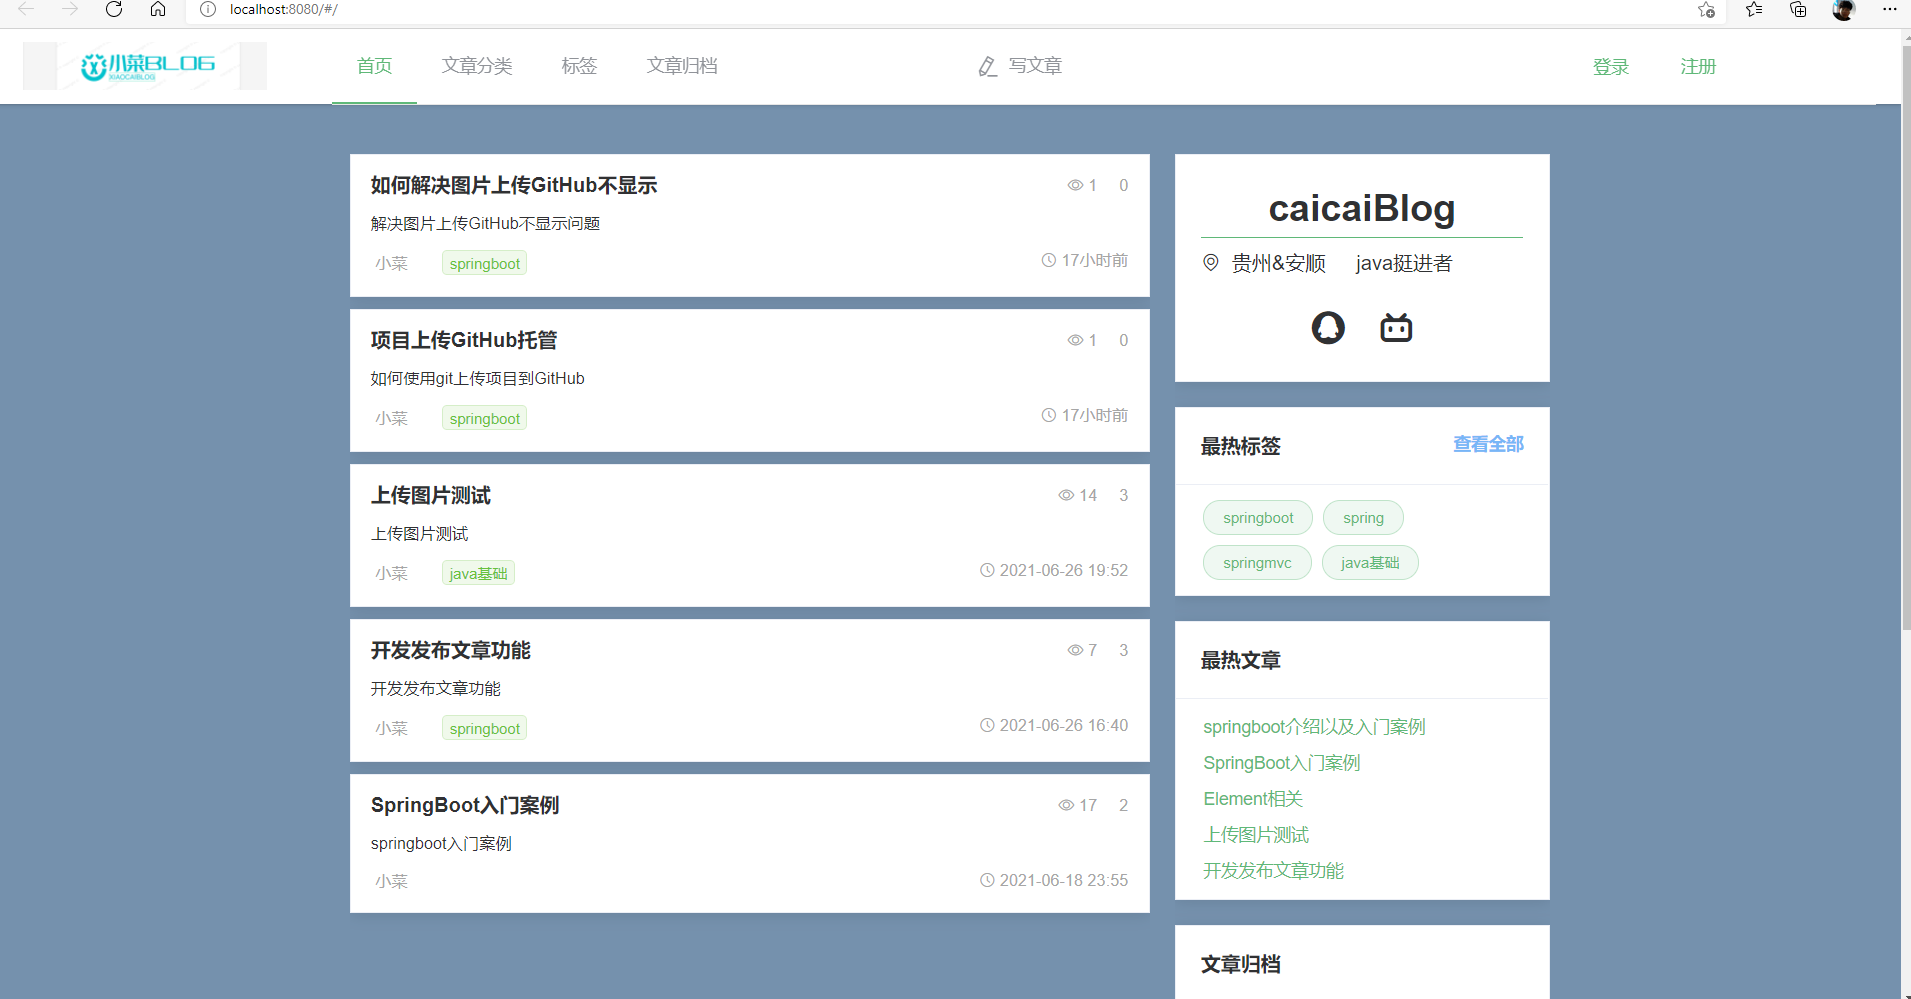 localhost:8080/#/
小菜BLOG
XIAOCAIBLOG
首页 文章分类 标签 文章归档 写文章 登录 注册
如何解决图片上传GitHub不显示 1 0
解决图片上传GitHub不显示问题
小菜 springboot 17小时前
项目上传GitHub托管 1 0
如何使用git上传项目到GitHub
小菜 springboot 17小时前
上传图片测试 14 3
上传图片测试
小菜 java基础 2021-06-26 19:52
开发发布文章功能 7 3
开发发布文章功能
小菜 springboot 2021-06-26 16:40
SpringBoot入门案例 17 2
springboot入门案例
小菜 2021-06-18 23:55
caicaiBlog
贵州&安顺 java挺进者
最热标签 查看全部
springboot spring
springmvc java基础
最热文章
springboot介绍以及入门案例
SpringBoot入门案例
Element相关
上传图片测试
开发发布文章功能
文章归档